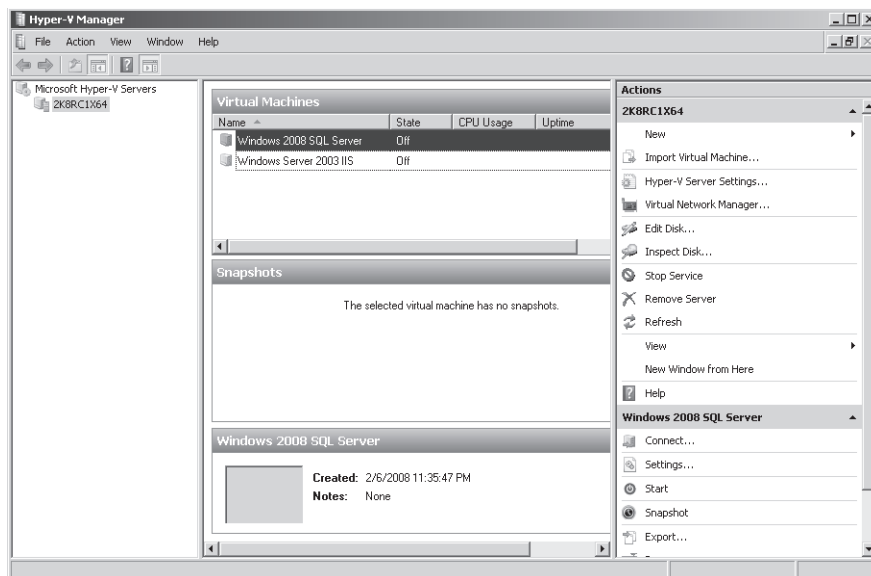 Hyper-V Manager
File Action View Window Help
Microsoft Hyper-V Servers
2K8RC1X64
Virtual Machines
Name State CPU Usage Uptime
Windows 2008 SQL Server Off
Windows Server 2003 IIS Off
Snapshots
The selected virtual machine has no snapshots.
Windows 2008 SQL Server
Created: 2/6/2008 11:35:47 PM
Notes: None
Actions
2K8RC1X64
New
Import Virtual Machine...
Hyper-V Server Settings...
Virtual Network Manager...
Edit Disk...
Inspect Disk...
Stop Service
Remove Server
Refresh
View
New Window from Here
Help
Windows 2008 SQL Server
Connect...
Settings...
Start
Snapshot
Export...